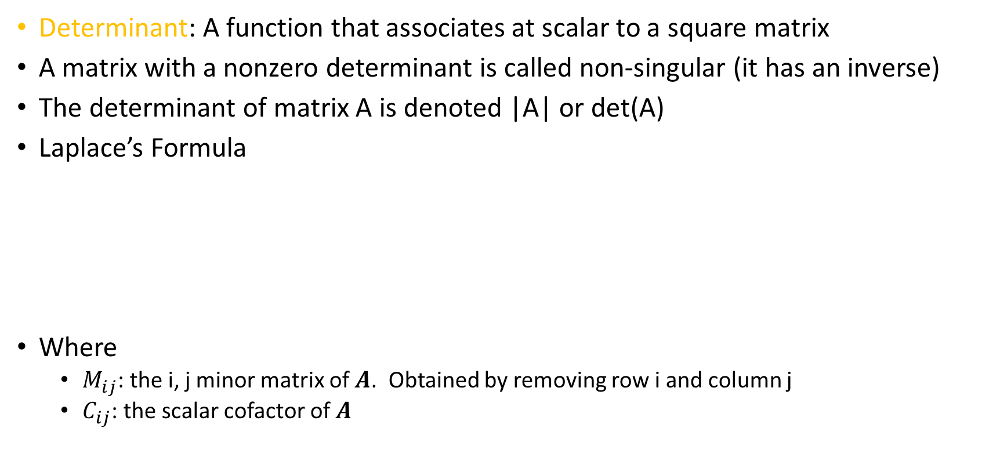 • Determinant: A function that associates at scalar to a square matrix
• A matrix with a nonzero determinant is called non-singular (it has an inverse)
• The determinant of matrix A is denoted |A| or det(A)
• Laplace’s Formula
• Where
• $M_{ij}$: the i, j minor matrix of $\boldsymbol{A}$. Obtained by removing row i and column j
• $C_{ij}$: the scalar cofactor of $\boldsymbol{A}$